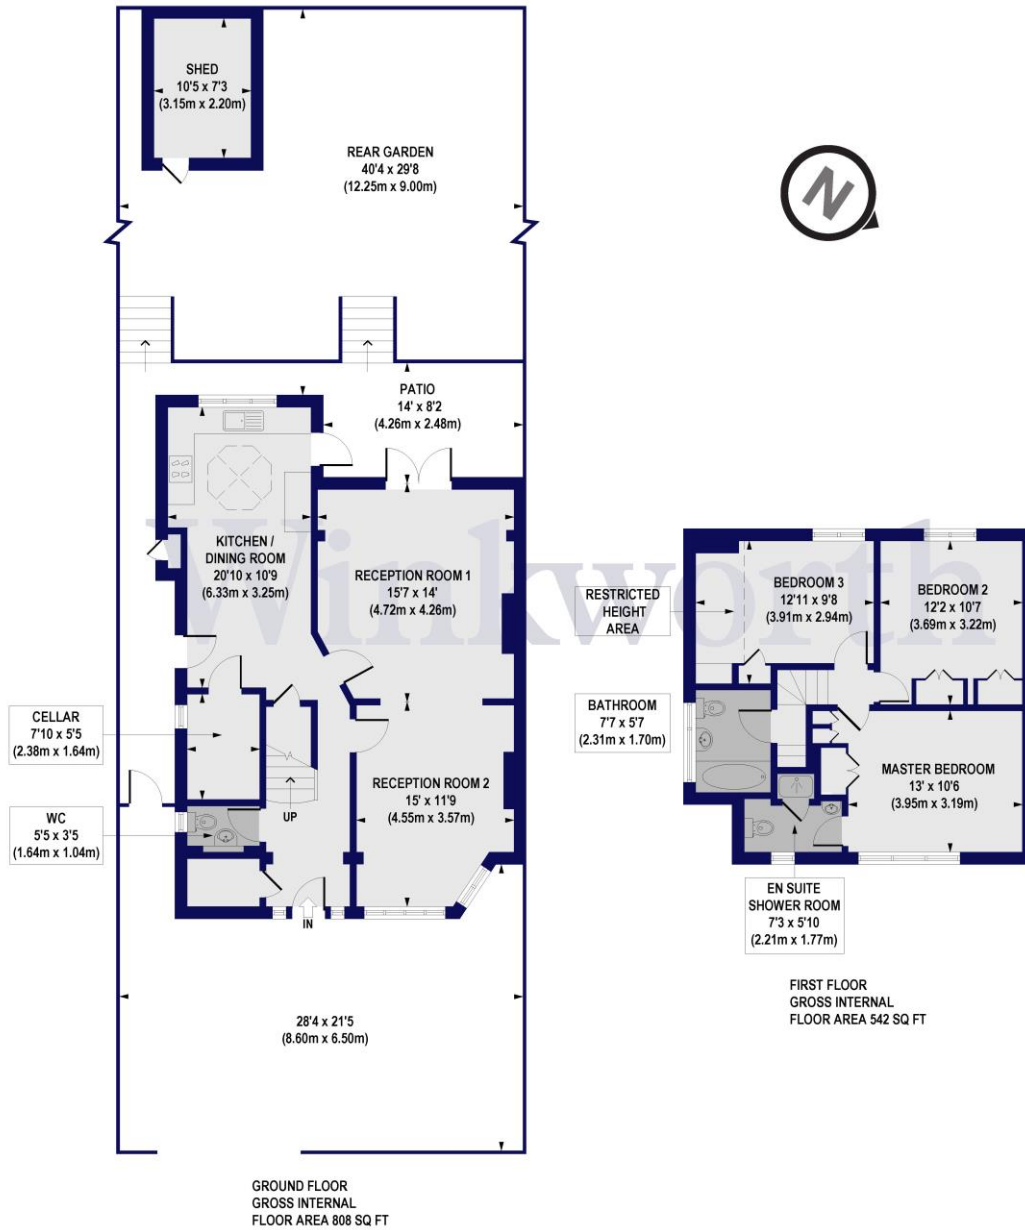 SHED
10'5 x 7'3
(3.15m x 2.20m)
REAR GARDEN
40'4 x 29'8
(12.25m x 9.00m)
N
PATIO
14' x 8'2
(4.26m x 2.48m)
KITCHEN /
DINING ROOM
20'10 x 10'9
(6.33m x 3.25m)
RECEPTION ROOM 1
15'7 x 14'
(4.72m x 4.26m)
Winkworth
CELLAR
7'10 x 5'5
(2.38m x 1.64m)
WC
5'5 x 3'5
(1.64m x 1.04m)
UP
RECEPTION ROOM 2
15' x 11'9
(4.55m x 3.57m)
IN
28'4 x 21'5
(8.60m x 6.50m)
GROUND FLOOR
GROSS INTERNAL
FLOOR AREA 808 SQ FT
RESTRICTED
HEIGHT
AREA
BEDROOM 3
12'11 x 9'8
(3.91m x 2.94m)
BEDROOM 2
12'2 x 10'7
(3.69m x 3.22m)
BATHROOM
7'7 x 5'7
(2.31m x 1.70m)
MASTER BEDROOM
13' x 10'6
(3.95m x 3.19m)
EN SUITE
SHOWER ROOM
7'3 x 5'10
(2.21m x 1.77m)
FIRST FLOOR
GROSS INTERNAL
FLOOR AREA 542 SQ FT